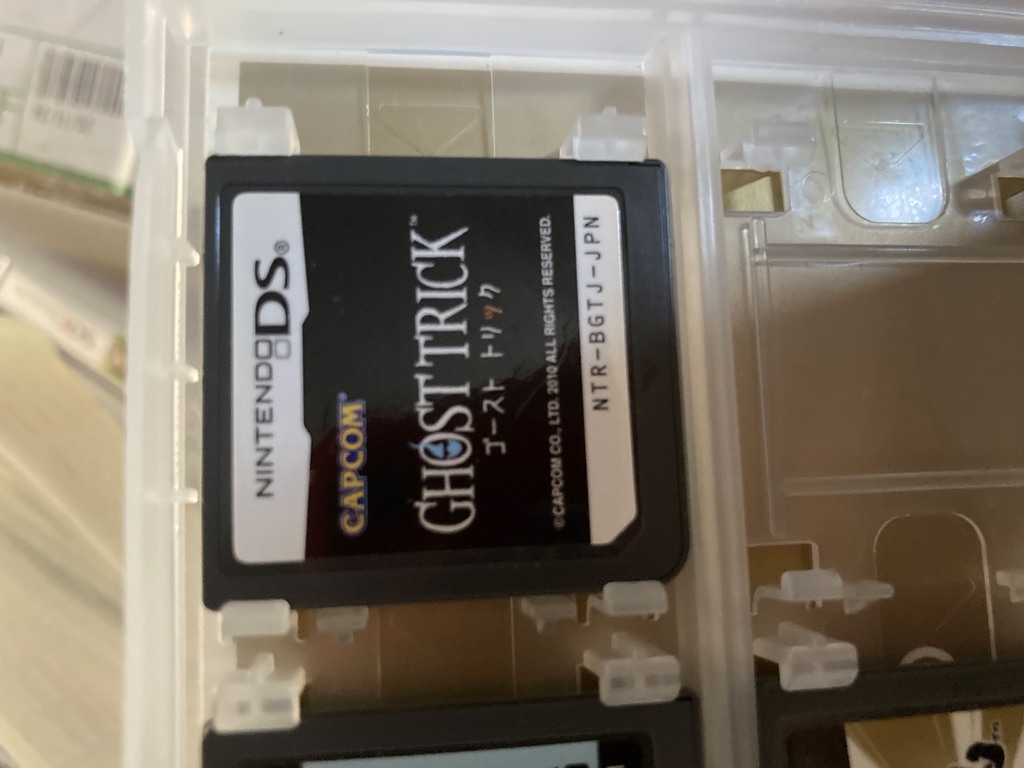 NINTENDO DS®
CAPCOM®
GHOST TRICK™
ゴースト トリック
©CAPCOM CO., LTD. 2010 ALL RIGHTS RESERVED.
NTR-BGTJ-JPN